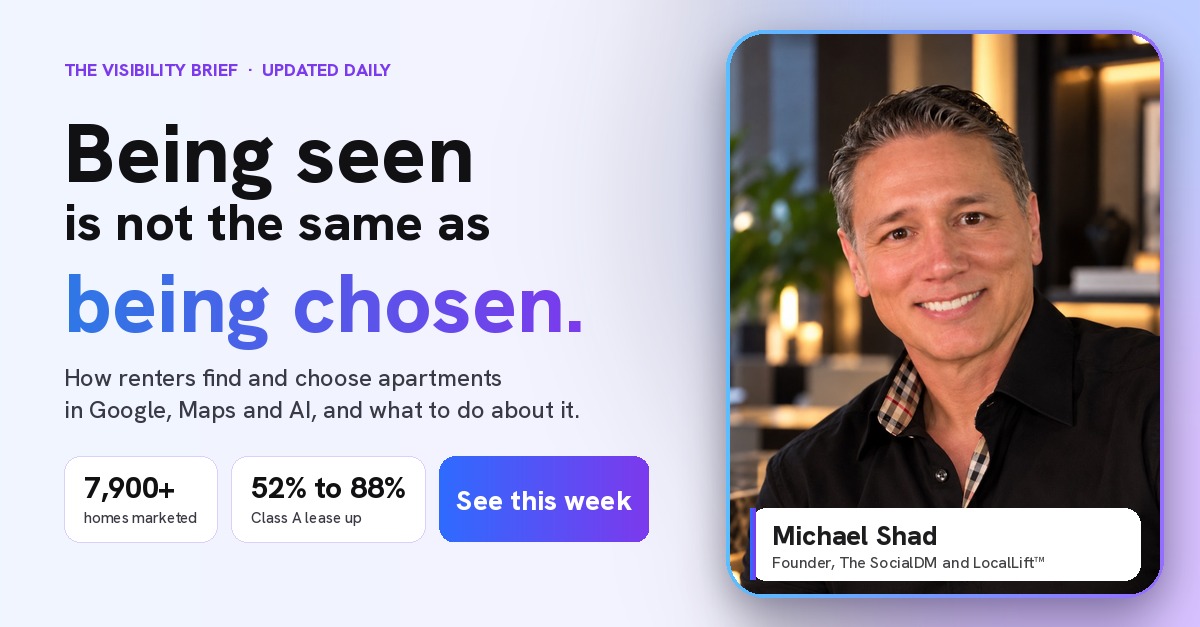 THE VISIBILITY BRIEF · UPDATED DAILY
Being seen
is not the same as
being chosen.
How renters find and choose apartments
in Google, Maps and AI, and what to do about it.
7,900+
homes marketed
52% to 88%
Class A lease up
See this week
Michael Shad
Founder, The SocialDM and LocalLift™